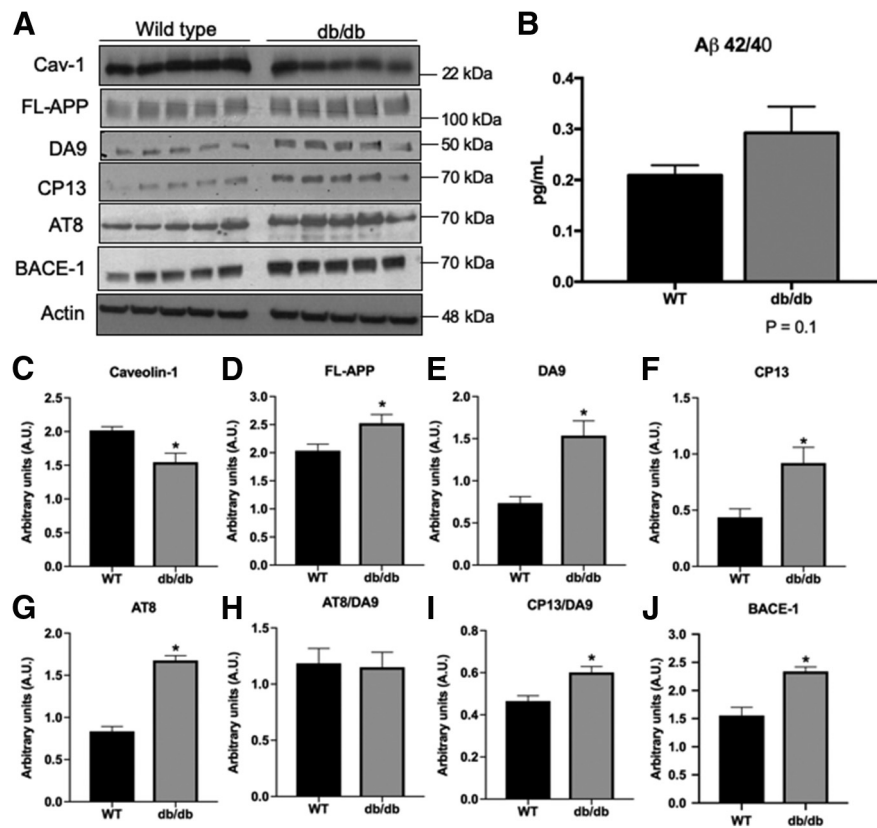 A
Wild type db/db
Cav-1
22 kDa
FL-APP
100 kDa
DA9
50 kDa
CP13
70 kDa
AT8
70 kDa
BACE-1
70 kDa
Actin
48 kDa
B
Aβ 42/40
pg/mL
0.4
0.3
0.2
0.1
0.0
WT db/db
P = 0.1
C
Caveolin-1
Arbitrary units (A.U.)
2.5
2.0
1.5
1.0
0.5
0.0
*
WT db/db
D
FL-APP
Arbitrary units (A.U.)
3.0
2.5
2.0
1.5
1.0
0.5
0.0
*
WT db/db
E
DA9
Arbitrary units (A.U.)
2.0
1.5
1.0
0.5
0.0
*
WT db/db
F
CP13
Arbitrary units (A.U.)
1.5
1.0
0.5
0.0
*
WT db/db
G
AT8
Arbitrary units (A.U.)
2.0
1.5
1.0
0.5
0.0
*
WT db/db
H
AT8/DA9
Arbitrary units (A.U.)
1.5
1.0
0.5
0.0
WT db/db
I
CP13/DA9
Arbitrary units (A.U.)
0.8
0.6
0.4
0.2
0.0
*
WT db/db
J
BACE-1
Arbitrary units (A.U.)
3.0
2.5
2.0
1.5
1.0
0.5
0.0
*
WT db/db